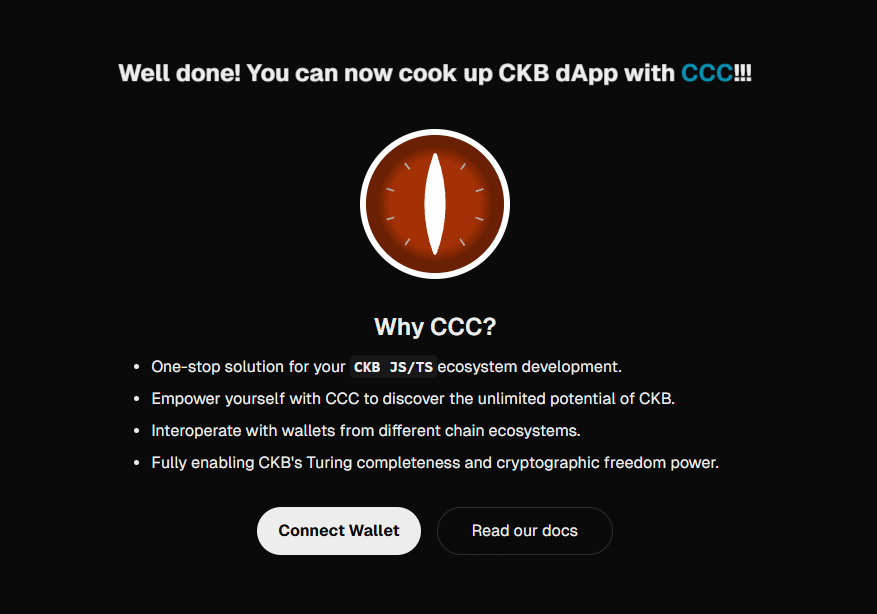 Well done! You can now cook up CKB dApp with CCC!!!
Why CCC?
One-stop solution for your CKB JS/TS ecosystem development.
Empower yourself with CCC to discover the unlimited potential of CKB.
Interoperate with wallets from different chain ecosystems.
Fully enabling CKB's Turing completeness and cryptographic freedom power.
Connect Wallet
Read our docs